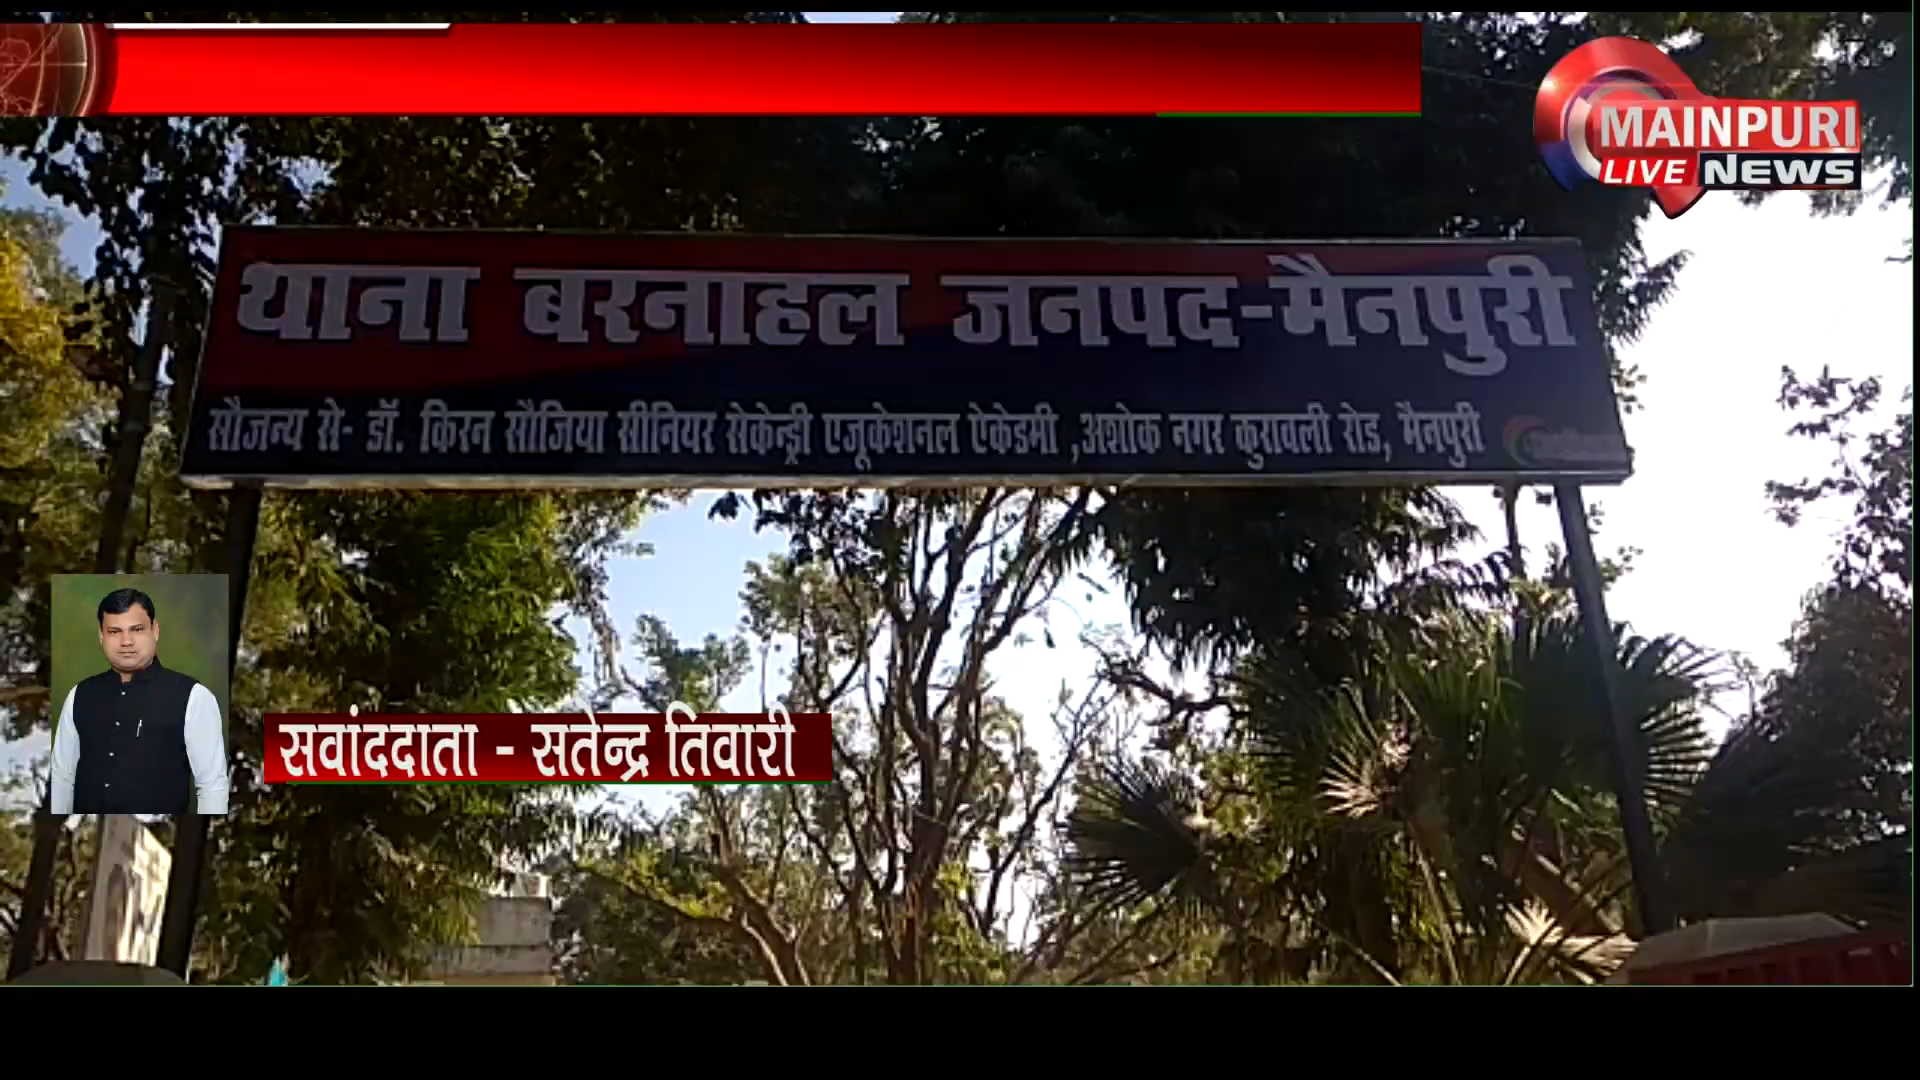 MAINPURI
LIVE NEWS
थाना बरनाहल जनपद-मैनपुरी
सौजन्य से- डॉ. किरन सौजिया सीनियर सेकेन्ड्री एजूकेशनल ऐकेडमी ,अशोक नगर कुरावली रोड, मैनपुरी
सवांददाता - सतेन्द्र तिवारी